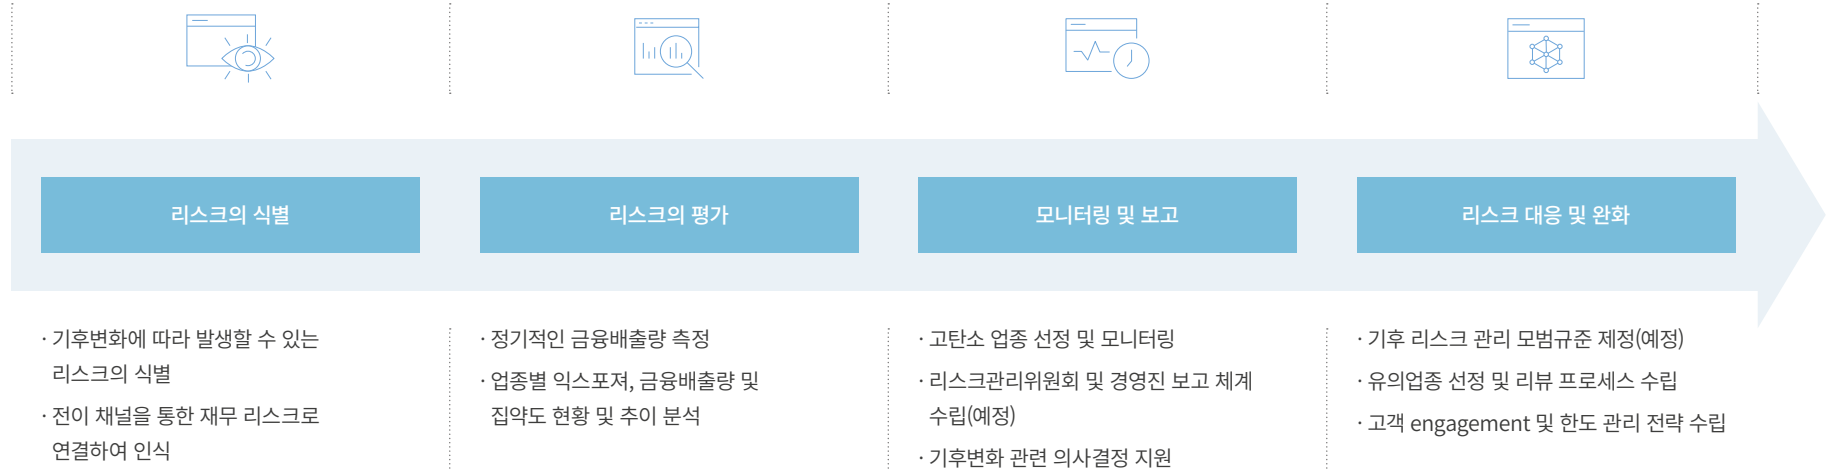 리스크의 식별
리스크의 평가
모니터링 및 보고
리스크 대응 및 완화
· 기후변화에 따라 발생할 수 있는
리스크의 식별
· 전이 채널을 통한 재무 리스크로
연결하여 인식
· 정기적인 금융배출량 측정
· 업종별 익스포져, 금융배출량 및
집약도 현황 및 추이 분석
· 고탄소 업종 선정 및 모니터링
· 리스크관리위원회 및 경영진 보고 체계
수립(예정)
· 기후변화 관련 의사결정 지원
· 기후 리스크 관리 모범규준 제정(예정)
· 유의업종 선정 및 리뷰 프로세스 수립
· 고객 engagement 및 한도 관리 전략 수립